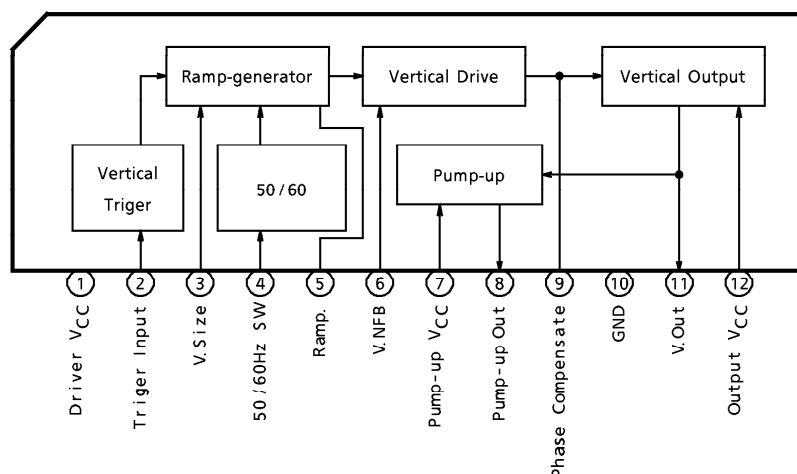 Ramp-generator
Vertical Drive
Vertical Output
Vertical
Triger
50/60
Pump-up
1
2
3
4
5
6
7
8
9
10
11
12
Driver VCC
Triger Input
V.Size
50/60Hz SW
Ramp.
V.NFB
Pump-up VCC
Pump-up Out
Phase Compensate
GND
V.Out
Output VCC